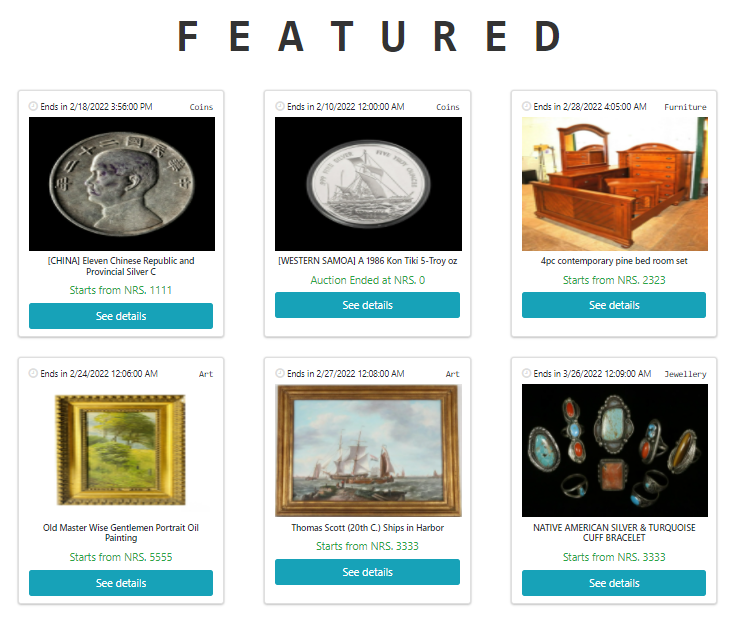 FEATURED
Ends in 2/18/2022 3:56:00 PM Coins
[CHINA] Eleven Chinese Republic and
Provincial Silver C
Starts from NRS. 1111
See details
Ends in 2/10/2022 12:00:00 AM Coins
[WESTERN SAMOA] A 1986 Kon Tiki 5-Troy oz
Auction Ended at NRS. 0
See details
Ends in 2/28/2022 4:05:00 AM Furniture
4pc contemporary pine bed room set
Starts from NRS. 2323
See details
Ends in 2/24/2022 12:06:00 AM Art
Old Master Wise Gentlemen Portrait Oil
Painting
Starts from NRS. 5555
See details
Ends in 2/27/2022 12:08:00 AM Art
Thomas Scott (20th C.) Ships in Harbor
Starts from NRS. 3333
See details
Ends in 3/26/2022 12:09:00 AM Jewellery
NATIVE AMERICAN SILVER & TURQUOISE
CUFF BRACELET
Starts from NRS. 3333
See details